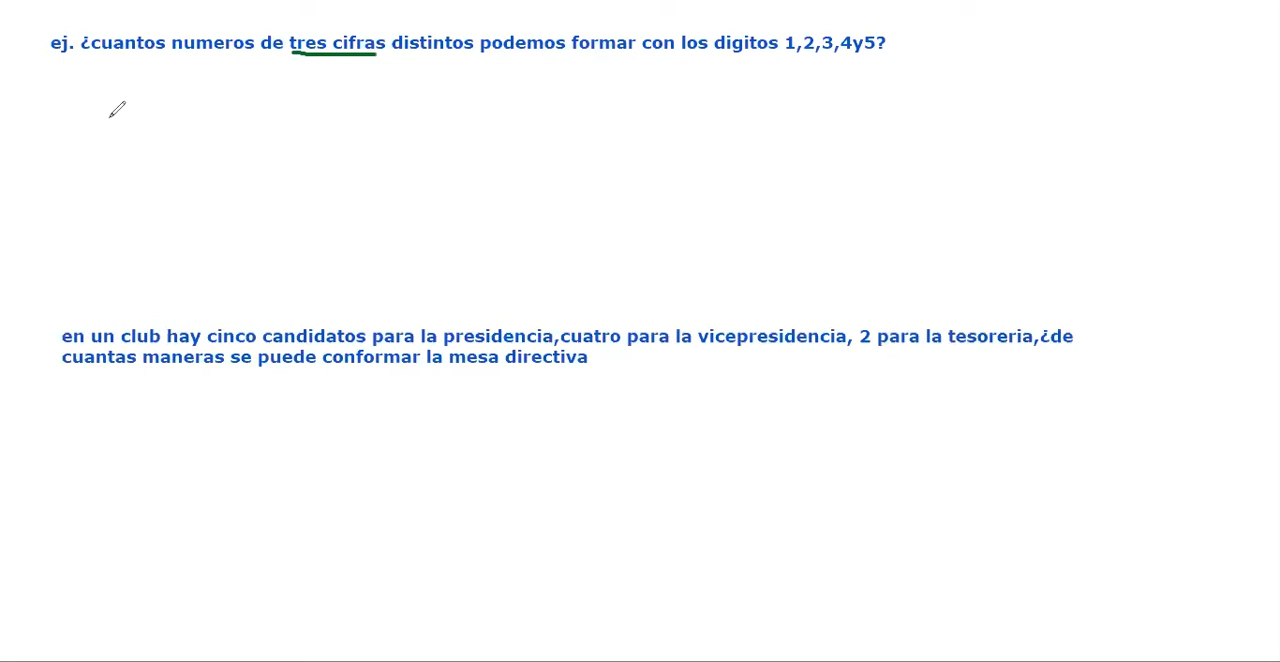 ej. ¿cuantos numeros de tres cifras distintos podemos formar con los digitos 1,2,3,4y5?
en un club hay cinco candidatos para la presidencia,cuatro para la vicepresidencia, 2 para la tesoreria,¿de
cuantas maneras se puede conformar la mesa directiva